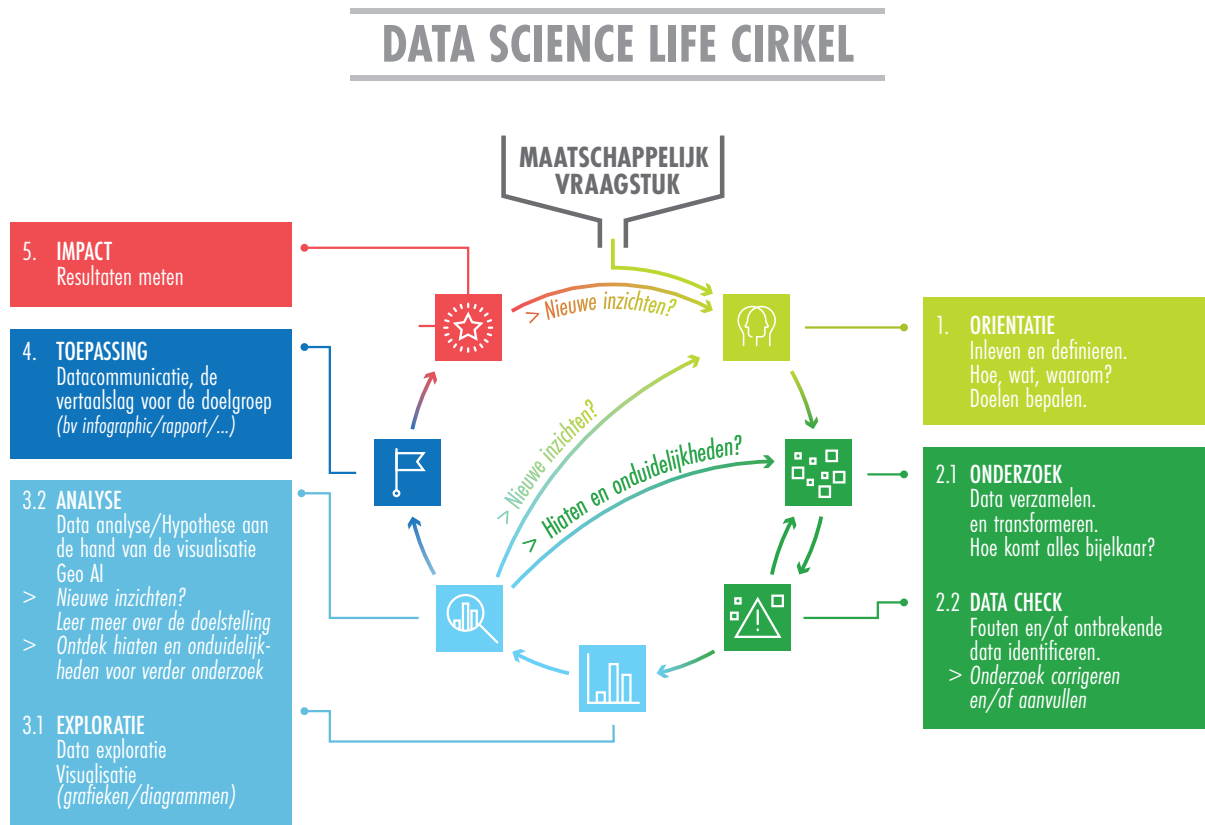 DATA SCIENCE LIFE CIRKEL
MAATSCHAPPELIJK
VRAAGSTUK
> Nieuwe inzichten?
> Nieuwe inzichten?
> Hiaten en onduidelijkheden?
1. ORIENTATIE
Inleven en definieren.
Hoe, wat, waarom?
Doelen bepalen.
2.1 ONDERZOEK
Data verzamelen.
en transformeren.
Hoe komt alles bijelkaar?
2.2 DATA CHECK
Fouten en/of ontbrekende
data identificeren.
> Onderzoek corrigeren
en/of aanvullen
5. IMPACT
Resultaten meten
4. TOEPASSING
Datacommunicatie, de
vertaalslag voor de doelgroep
(bv infographic/rapport/...)
3.2 ANALYSE
Data analyse/Hypothese aan
de hand van de visualisatie
Geo AI
> Nieuwe inzichten?
Leer meer over de doelstelling
> Ontdek hiaten en onduidelijk-
heden voor verder onderzoek
3.1 EXPLORATIE
Data exploratie
Visualisatie
(grafieken/diagrammen)